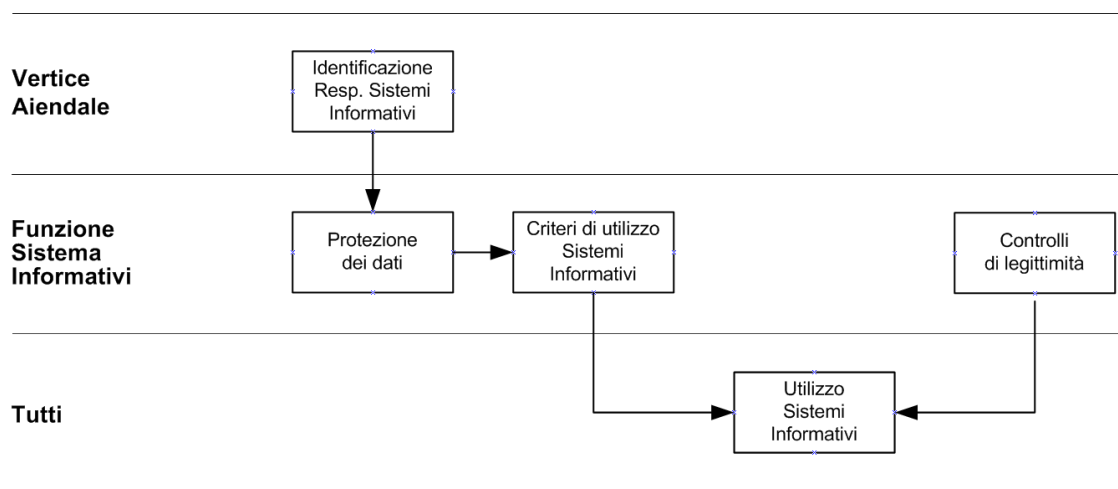 Vertice
Aiendale
Identificazione
Resp. Sistemi
Informativi
Funzione
Sistema
Informativi
Protezione
dei dati
Criteri di utilizzo
Sistemi
Informativi
Controlli
di legittimità
Tutti
Utilizzo
Sistemi
Informativi